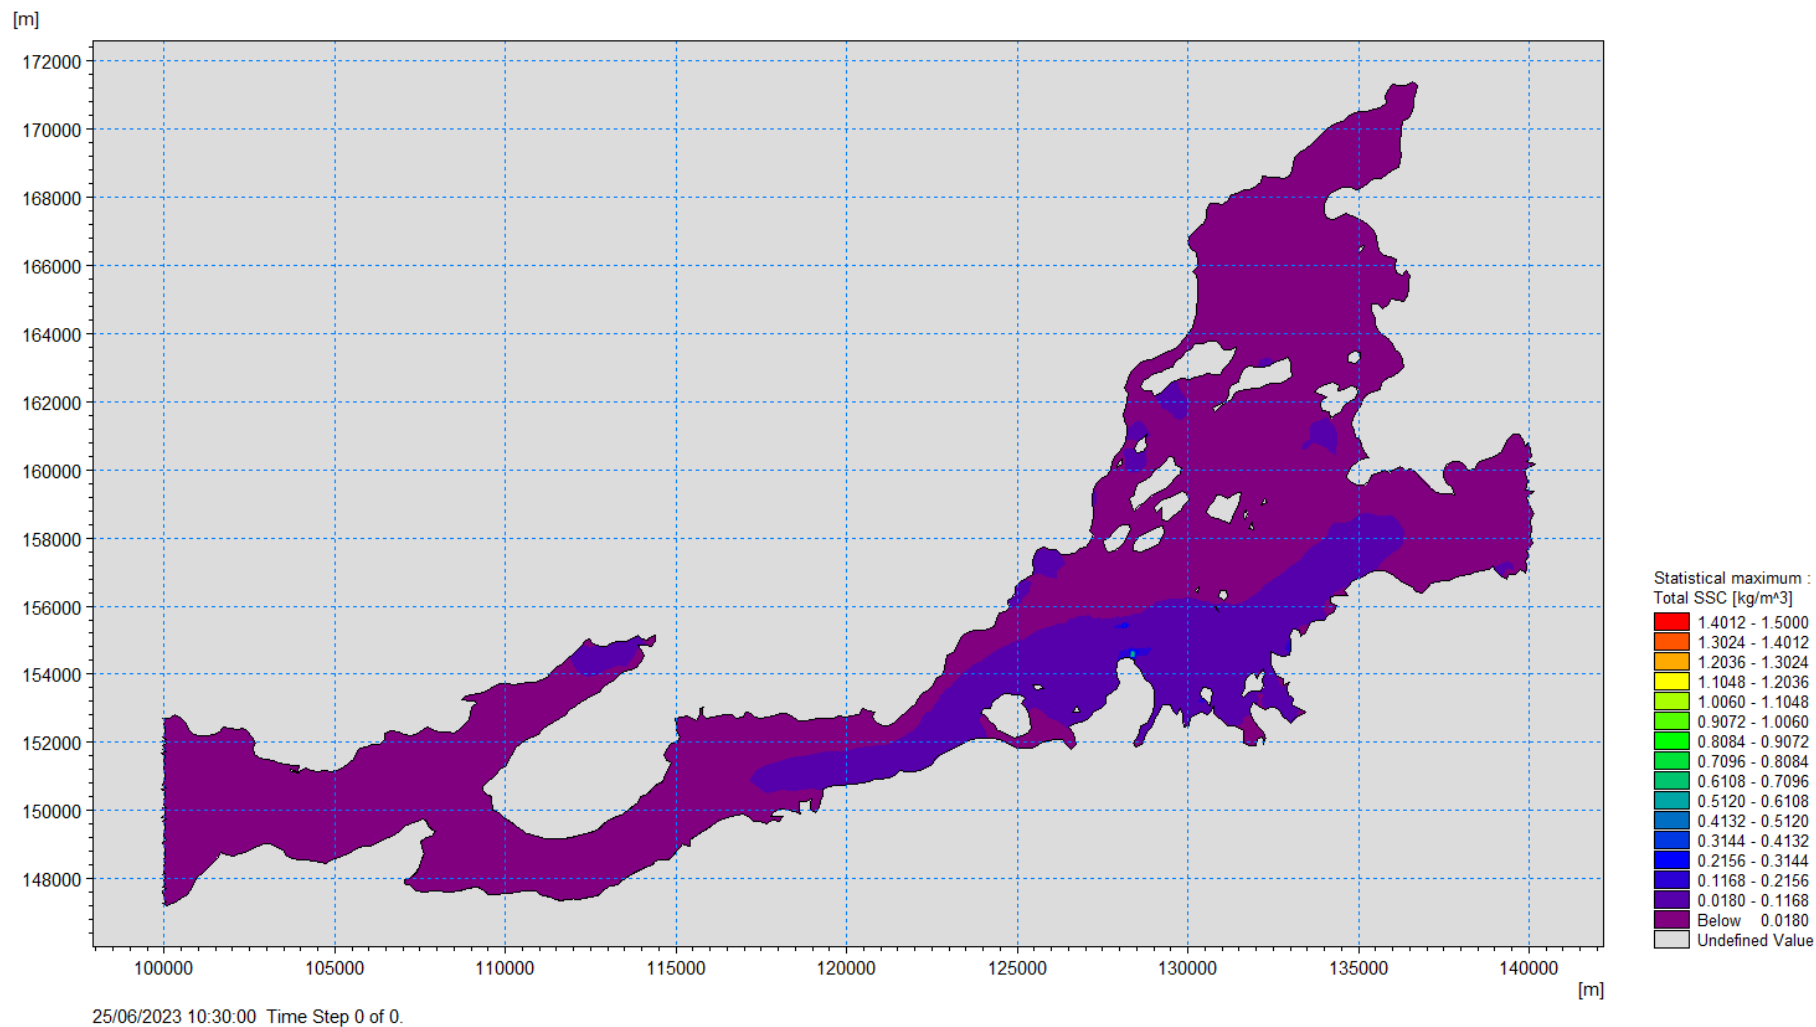 [m]
172000
170000
168000
166000
164000
162000
160000
158000
156000
154000
152000
150000
148000
100000 105000 110000 115000 120000 125000 130000 135000 140000
[m]
25/06/2023 10:30:00 Time Step 0 of 0.
Statistical maximum :
Total SSC [kg/m^3]
1.4012 - 1.5000
1.3024 - 1.4012
1.2036 - 1.3024
1.1048 - 1.2036
1.0060 - 1.1048
0.9072 - 1.0060
0.8084 - 0.9072
0.7096 - 0.8084
0.6108 - 0.7096
0.5120 - 0.6108
0.4132 - 0.5120
0.3144 - 0.4132
0.2156 - 0.3144
0.1168 - 0.2156
0.0180 - 0.1168
Below 0.0180
Undefined Value